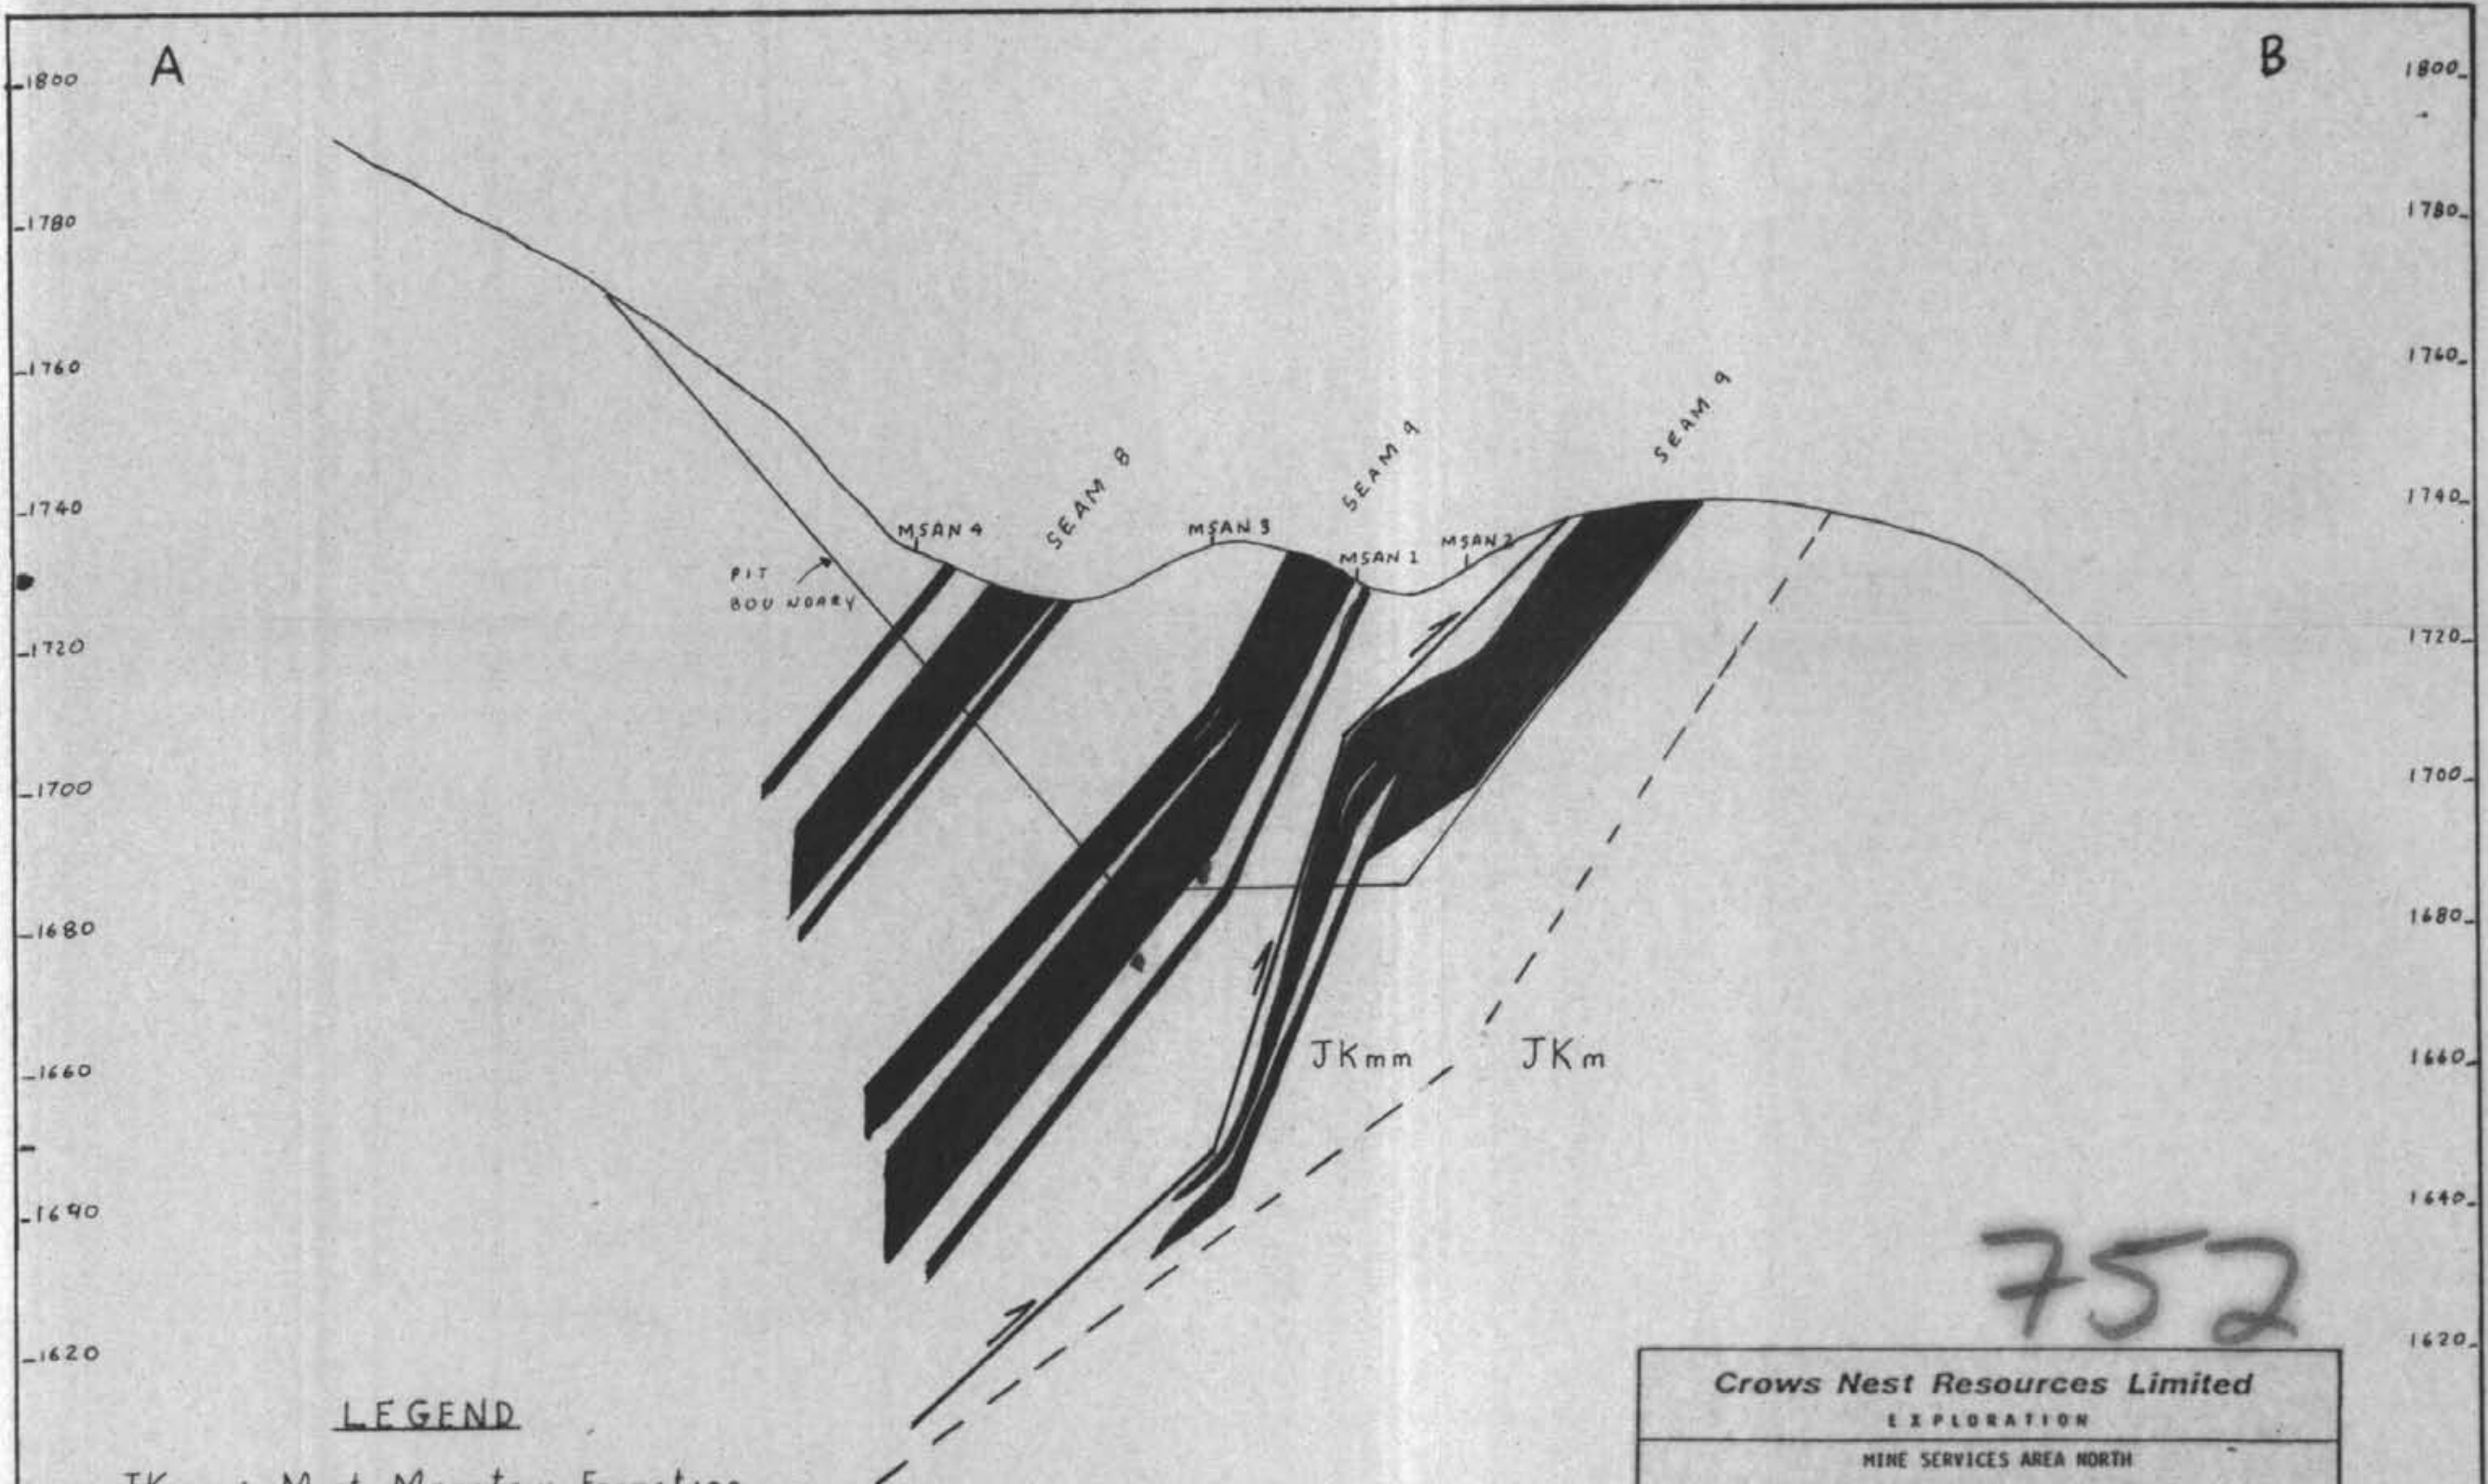 A
B
1800
1800
1780
1780
1760
1760
SEAM 9
SEAM 9
SEAM 8
1740
1740
MSAN 4
MSAN 3
MSAN 2
MSAN 1
PIT
BOUNDARY
1720
1720
1700
1700
1680
1680
JKmm
JKm
1660
1660
1640
1640
752
1620
1620
Crows Nest Resources Limited
EXPLORATION
MINE SERVICES AREA NORTH
LEGEND